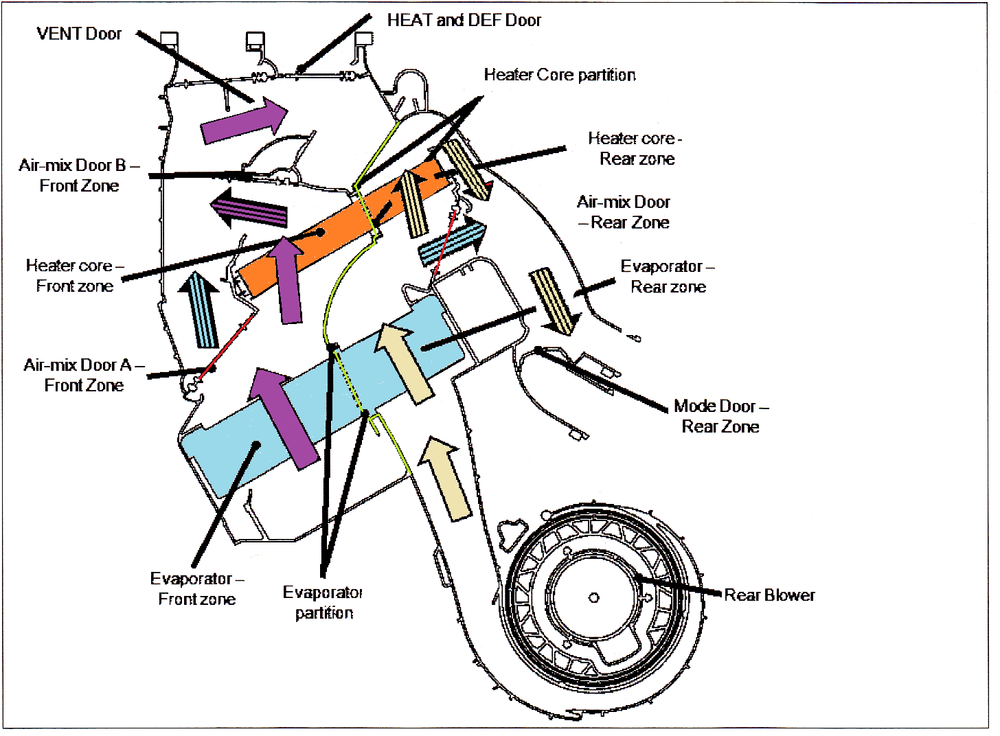 VENT Door
HEAT and DEF Door
Heater Core partition
Heater core -
Rear zone
Air-mix Door B –
Front Zone
Air-mix Door
– Rear Zone
Heater core –
Front zone
Evaporator –
Rear zone
Air-mix Door A –
Front Zone
Mode Door –
Rear Zone
Evaporator –
Front zone
Evaporator
partition
Rear Blower